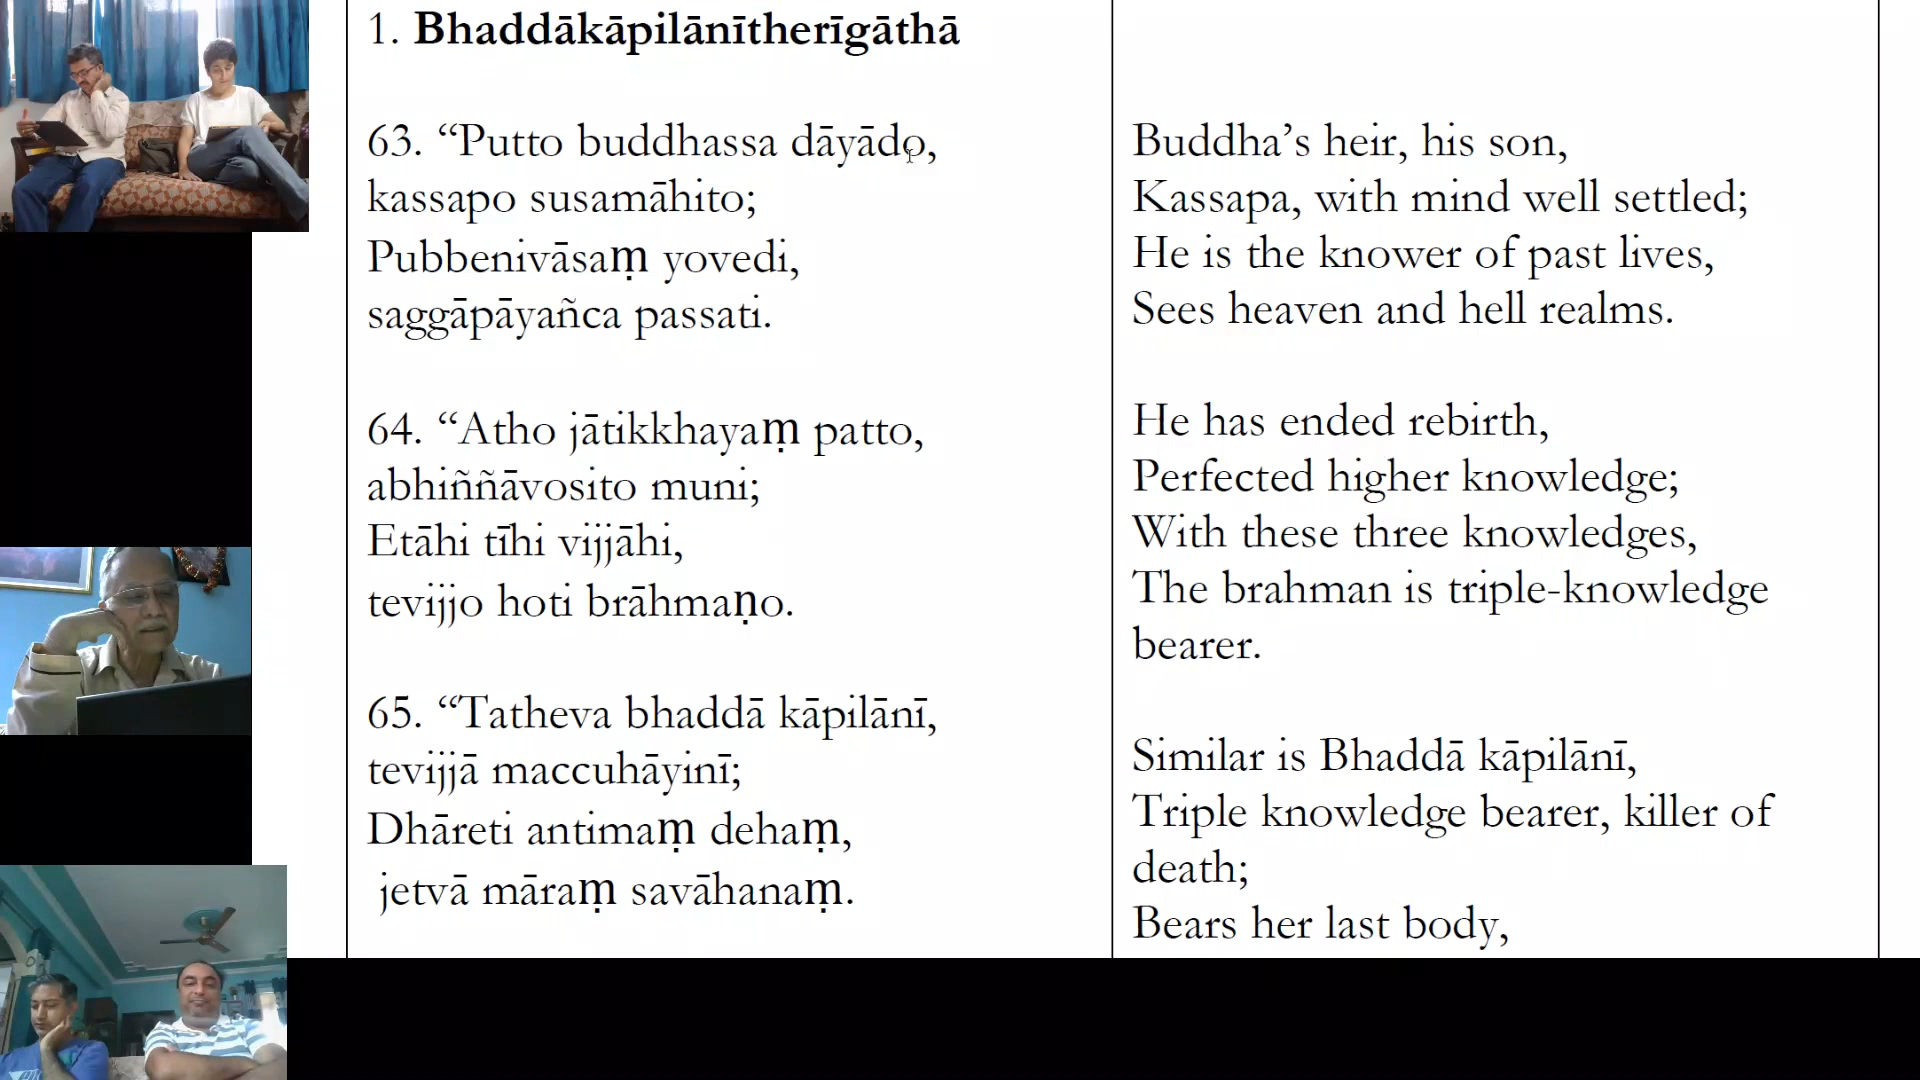 1. Bhaddākāpilānītherīgāthā
63. “Putto buddhassa dāyādo,
kassapo susamāhito;
Pubbenivāsaṃ yovedi,
saggāpāyañca passati.
64. “Atho jātikkhayaṃ patto,
abhiññāvosito muni;
Etāhi tīhi vijjāhi,
tevijjo hoti brāhmaṇo.
65. “Tatheva bhaddā kāpilānī,
tevijjā maccuhāyinī;
Dhāreti antimaṃ dehaṃ,
jetvā māraṃ savāhanaṃ.
Buddha’s heir, his son,
Kassapa, with mind well settled;
He is the knower of past lives,
Sees heaven and hell realms.
He has ended rebirth,
Perfected higher knowledge;
With these three knowledges,
The brahman is triple-knowledge
bearer.
Similar is Bhaddā kāpilānī,
Triple knowledge bearer, killer of
death;
Bears her last body,